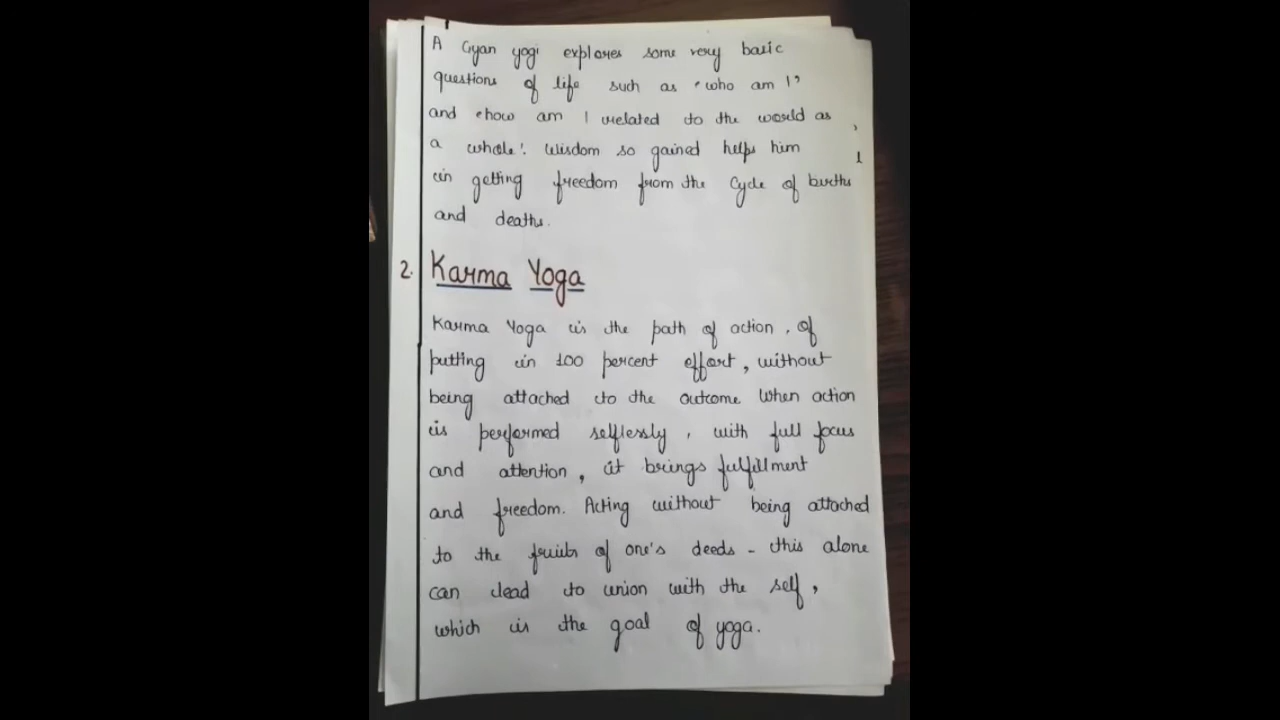 A Gyan yogi explores some very basic
questions of life such as 'who am I'
and 'how am I related to the world as
a whole'. Wisdom so gained helps him
in getting freedom from the Cycle of births
and deaths.
2. Karma Yoga
Karma Yoga is the path of action, of
putting in 100 percent effort, without
being attached to the outcome When action
is performed selflessly, with full focus
and attention, it brings fulfillment
and freedom. Acting without being attached
to the fruits of one's deeds - this alone
can lead to union with the self,
which is the goal of yoga.